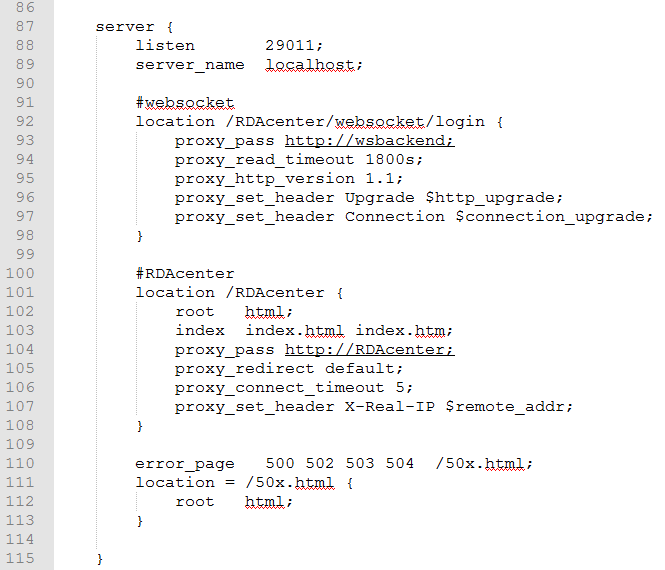 86
87 server {
88 listen 29011;
89 server_name localhost;
90
91 #websocket
92 location /RDAcenter/websocket/login {
93 proxy_pass http://wsbackend;
94 proxy_read_timeout 1800s;
95 proxy_http_version 1.1;
96 proxy_set_header Upgrade $http_upgrade;
97 proxy_set_header Connection $connection_upgrade;
98 }
99
100 #RDAcenter
101 location /RDAcenter {
102 root html;
103 index index.html index.htm;
104 proxy_pass http://RDAcenter;
105 proxy_redirect default;
106 proxy_connect_timeout 5;
107 proxy_set_header X-Real-IP $remote_addr;
108 }
109
110 error_page 500 502 503 504 /50x.html;
111 location = /50x.html {
112 root html;
113 }
114
115 }